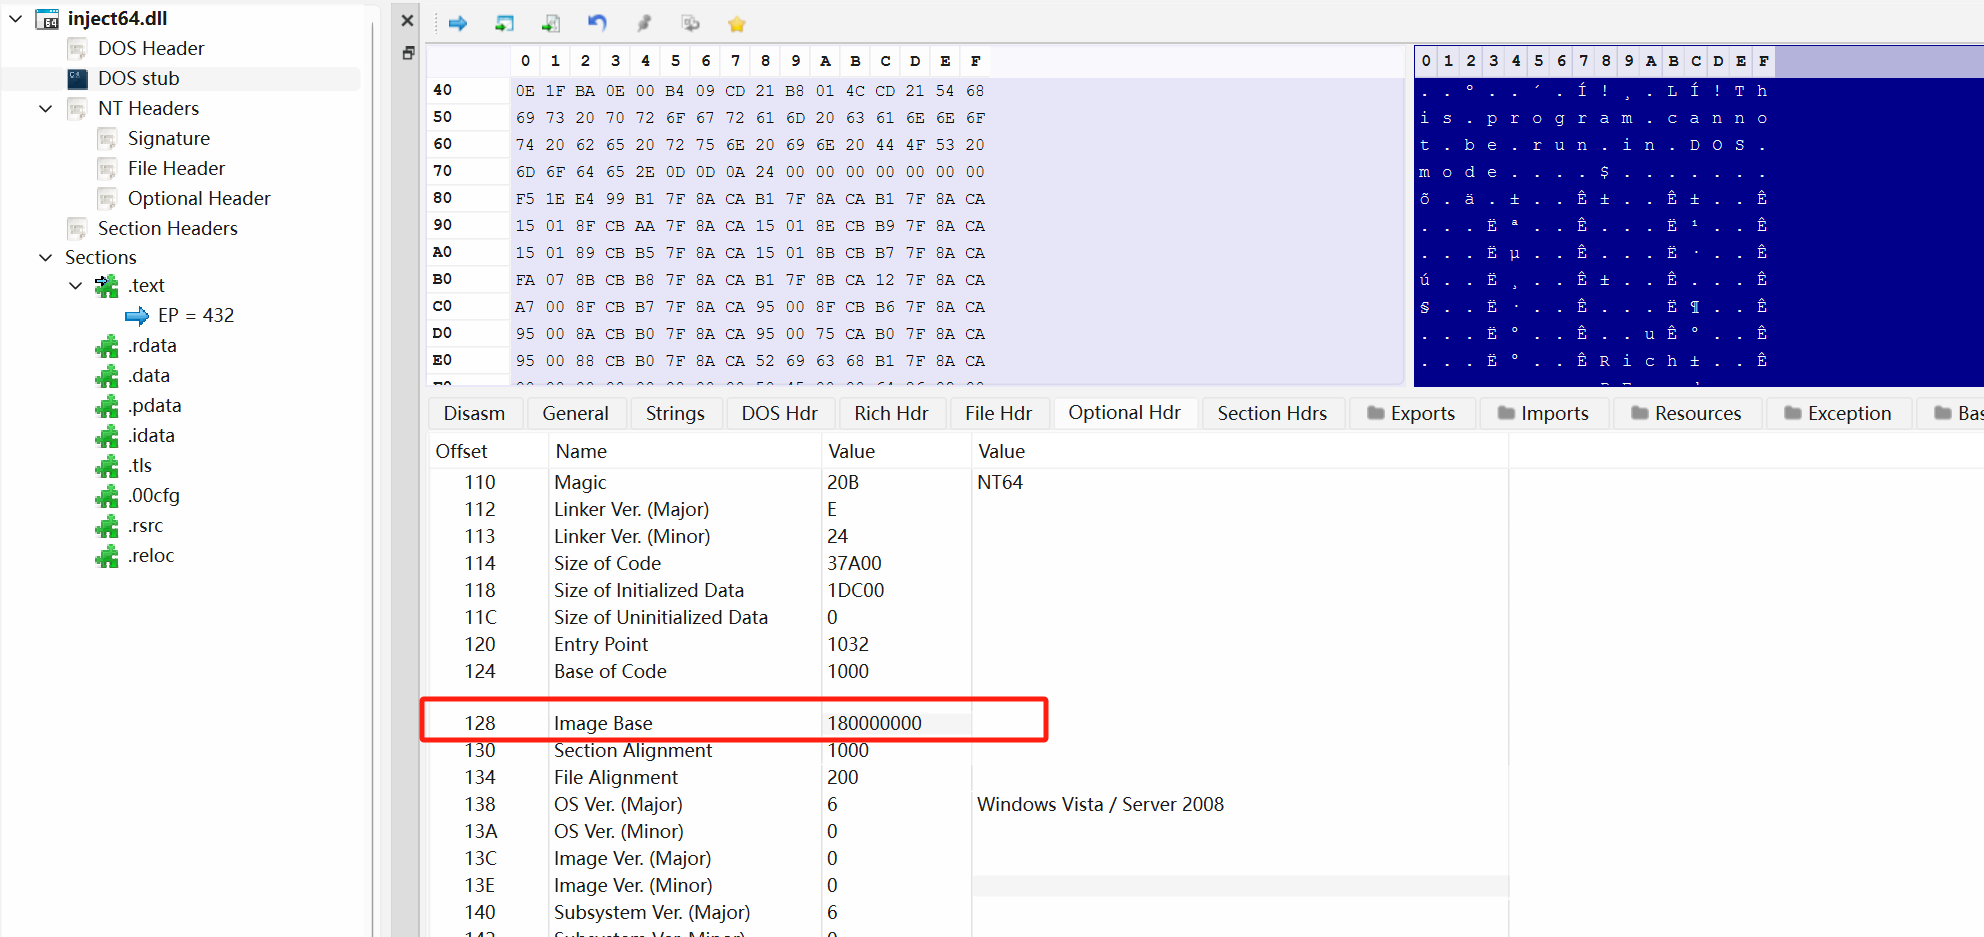 inject64.dll
DOS Header
DOS stub
NT Headers
Signature
File Header
Optional Header
Section Headers
Sections
.text
EP = 432
.rdata
.data
.pdata
.idata
.tls
.00cfg
.rsrc
.reloc
0 1 2 3 4 5 6 7 8 9 A B C D E F
40 0E 1F BA 0E 00 B4 09 CD 21 B8 01 4C CD 21 54 68
50 69 73 20 70 72 6F 67 72 61 6D 20 63 61 6E 6E 6F
60 74 20 62 65 20 72 75 6E 20 69 6E 20 44 4F 53 20
70 6D 6F 64 65 2E 0D 0D 0A 24 00 00 00 00 00 00 00
80 F5 1E E4 99 B1 7F 8A CA B1 7F 8A CA B1 7F 8A CA
90 15 01 8F CB AA 7F 8A CA 15 01 8E CB B9 7F 8A CA
A0 15 01 89 CB B5 7F 8A CA 15 01 8B CB B7 7F 8A CA
B0 FA 07 8B CB B8 7F 8A CA B1 7F 8B CA 12 7F 8A CA
C0 A7 00 8F CB B7 7F 8A CA 95 00 8F CB B6 7F 8A CA
D0 95 00 8A CB B0 7F 8A CA 95 00 75 CA B0 7F 8A CA
E0 95 00 88 CB B0 7F 8A CA 52 69 63 68 B1 7F 8A CA
0 1 2 3 4 5 6 7 8 9 A B C D E F
. . º . . ´ . Í ! ¸ . L Í ! T h
i s . p r o g r a m . c a n n o
t . b e . r u n . i n . D O S .
m o d e . . . . $ . . . . . . .
õ . ä . ± . . Ê ± . . Ê ± . . Ê
. . . Ë ª . . Ê . . . Ë ¹ . . Ê
. . . Ë µ . . Ê . . . Ë · . . Ê
ú . . Ë ¸ . . Ê ± . . Ê . . . Ê
§ . . Ë · . . Ê . . . Ë ¶ . . Ê
. . . Ë ° . . Ê . . u Ê ° . . Ê
. . . Ë ° . . Ê R i c h ± . . Ê
Disasm General Strings DOS Hdr Rich Hdr File Hdr Optional Hdr Section Hdrs Exports Imports Resources Exception Bas
Offset Name Value Value
110 Magic 20B NT64
112 Linker Ver. (Major) E
113 Linker Ver. (Minor) 24
114 Size of Code 37A00
118 Size of Initialized Data 1DC00
11C Size of Uninitialized Data 0
120 Entry Point 1032
124 Base of Code 1000
128 Image Base 180000000
130 Section Alignment 1000
134 File Alignment 200
138 OS Ver. (Major) 6 Windows Vista / Server 2008
13A OS Ver. (Minor) 0
13C Image Ver. (Major) 0
13E Image Ver. (Minor) 0
140 Subsystem Ver. (Major) 6